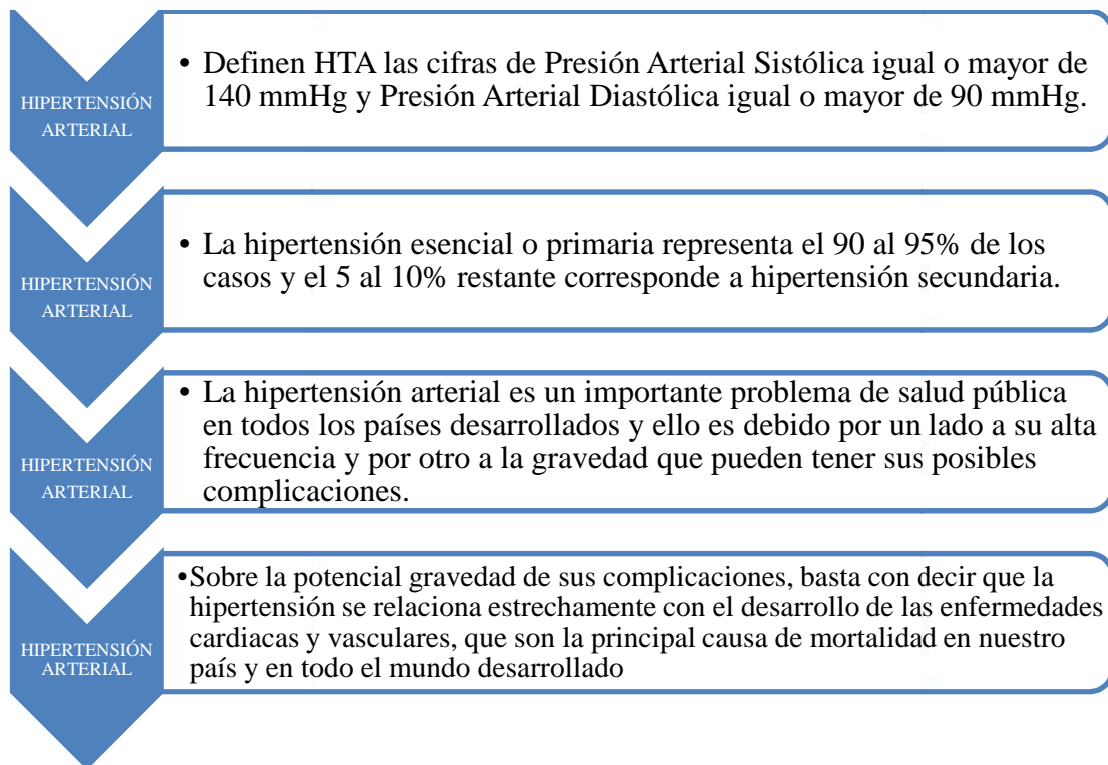 HIPERTENSIÓN
ARTERIAL
• Definen HTA las cifras de Presión Arterial Sistólica igual o mayor de
140 mmHg y Presión Arterial Diastólica igual o mayor de 90 mmHg.
HIPERTENSIÓN
ARTERIAL
• La hipertensión esencial o primaria representa el 90 al 95% de los
casos y el 5 al 10% restante corresponde a hipertensión secundaria.
HIPERTENSIÓN
ARTERIAL
• La hipertensión arterial es un importante problema de salud pública
en todos los países desarrollados y ello es debido por un lado a su alta
frecuencia y por otro a la gravedad que pueden tener sus posibles
complicaciones.
HIPERTENSIÓN
ARTERIAL
•Sobre la potencial gravedad de sus complicaciones, basta con decir que la
hipertensión se relaciona estrechamente con el desarrollo de las enfermedades
cardiacas y vasculares, que son la principal causa de mortalidad en nuestro
país y en todo el mundo desarrollado